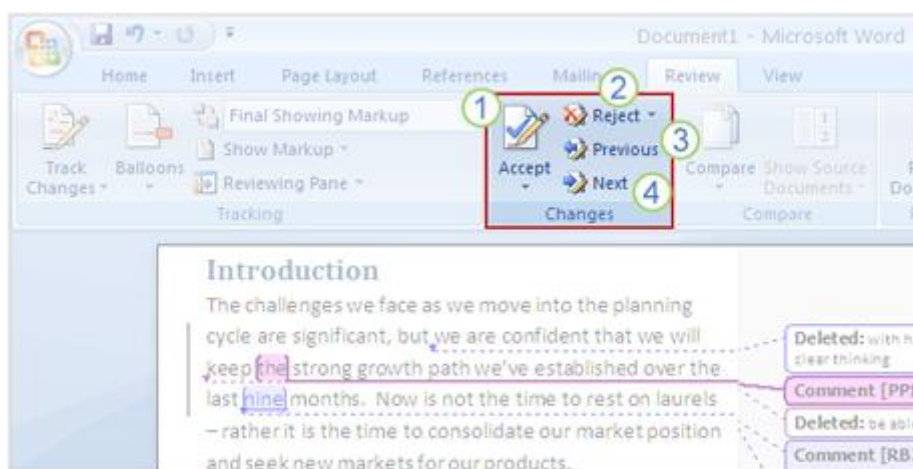 Document1 - Microsoft Word
Home Insert Page Layout References Review View
1 2 3 4
Final Showing Markup
Show Markup
Reviewing Pane
Track Changes
Balloons
Tracking
Accept
Reject
Previous
Next
Changes
Compare
Show Source Documents
Compare
Introduction
The challenges we face as we move into the planning
cycle are significant, but we are confident that we will
keep the strong growth path we've established over the
last nine months. Now is not the time to rest on laurels
– rather it is the time to consolidate our market position
and seek new markets for our products.
Deleted: with
clear thinking
Comment
Deleted: be
Comment [RB